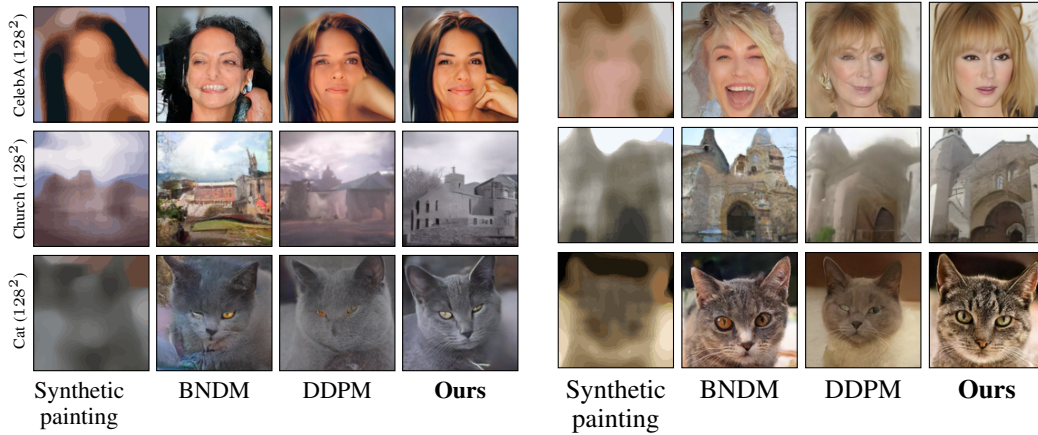 CelebA (128²)
Church (128²)
Cat (128²)
Synthetic
painting
BNDM
DDPM
Ours
Synthetic
painting
BNDM
DDPM
Ours